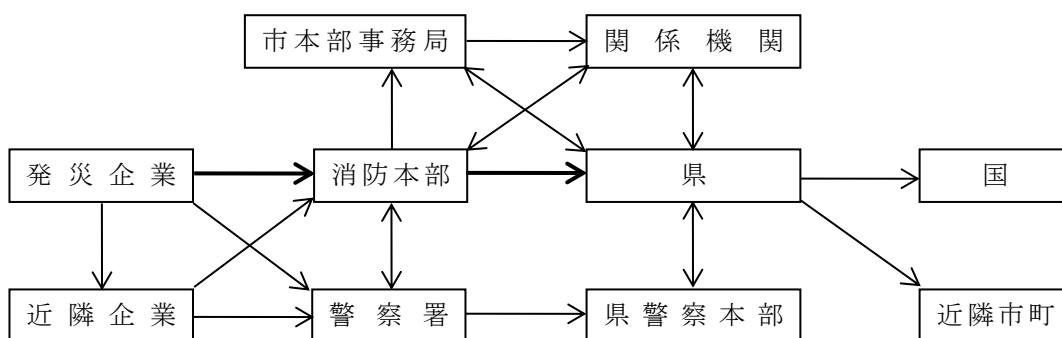 市本部事務局
関係機関
発災企業
消防本部
県
国
近隣企業
警察署
県警察本部
近隣市町